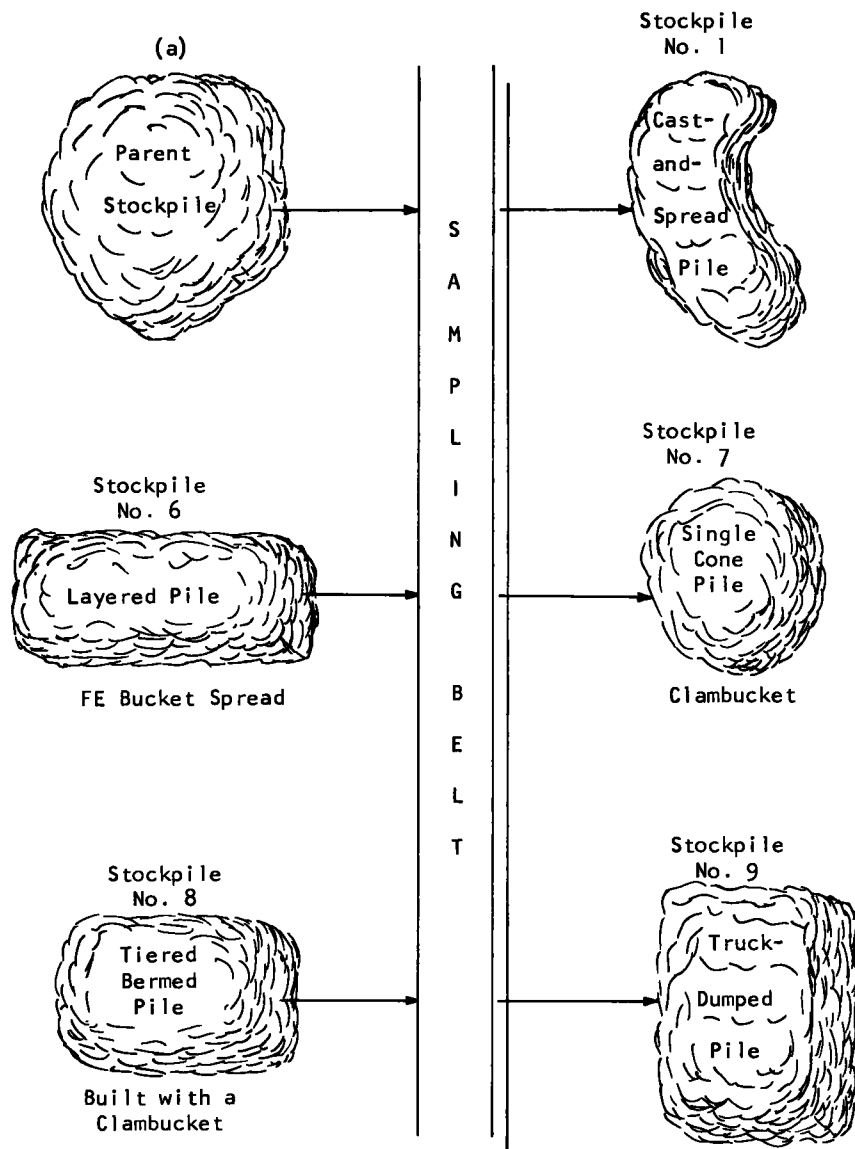 (a)
Parent
Stockpile
Stockpile
No. 1
Cast-
and-
Spread
Pile
SAMPLING BELT
Stockpile
No. 6
Layered Pile
FE Bucket Spread
Stockpile
No. 7
Single
Cone
Pile
Clambucket
Stockpile
No. 8
Tiered
Bermed
Pile
Built with a
Clambucket
Stockpile
No. 9
Truck-
Dumped
Pile